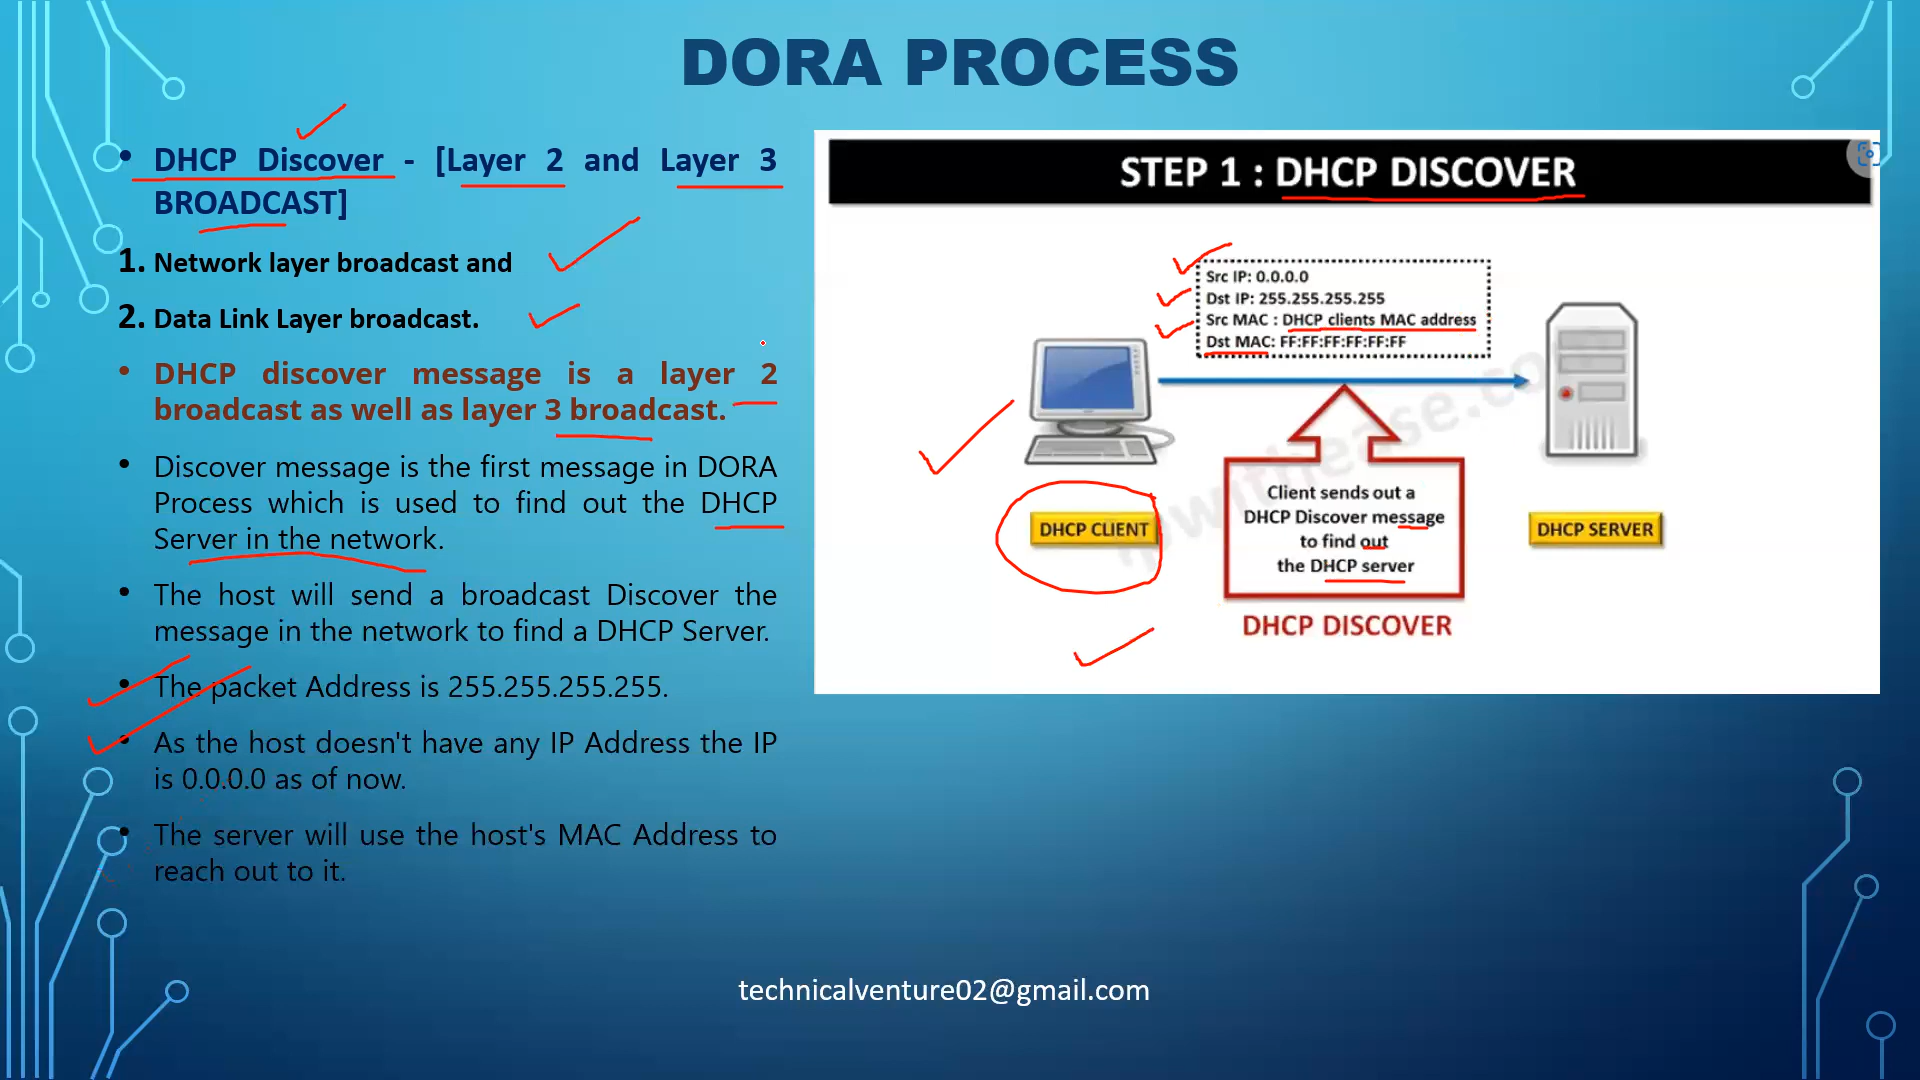 DORA PROCESS
• DHCP Discover - [Layer 2 and Layer 3
BROADCAST]
1. Network layer broadcast and
2. Data Link Layer broadcast.
• DHCP discover message is a layer 2
broadcast as well as layer 3 broadcast.
• Discover message is the first message in DORA
Process which is used to find out the DHCP
Server in the network.
• The host will send a broadcast Discover the
message in the network to find a DHCP Server.
• The packet Address is 255.255.255.255.
• As the host doesn't have any IP Address the IP
is 0.0.0.0 as of now.
• The server will use the host's MAC Address to
reach out to it.
STEP 1 : DHCP DISCOVER
Src IP: 0.0.0.0
Dst IP: 255.255.255.255
Src MAC : DHCP clients MAC address
Dst MAC: FF:FF:FF:FF:FF:FF
Client sends out a
DHCP Discover message
to find out
the DHCP server
DHCP CLIENT
DHCP SERVER
DHCP DISCOVER
technicalventure02@gmail.com